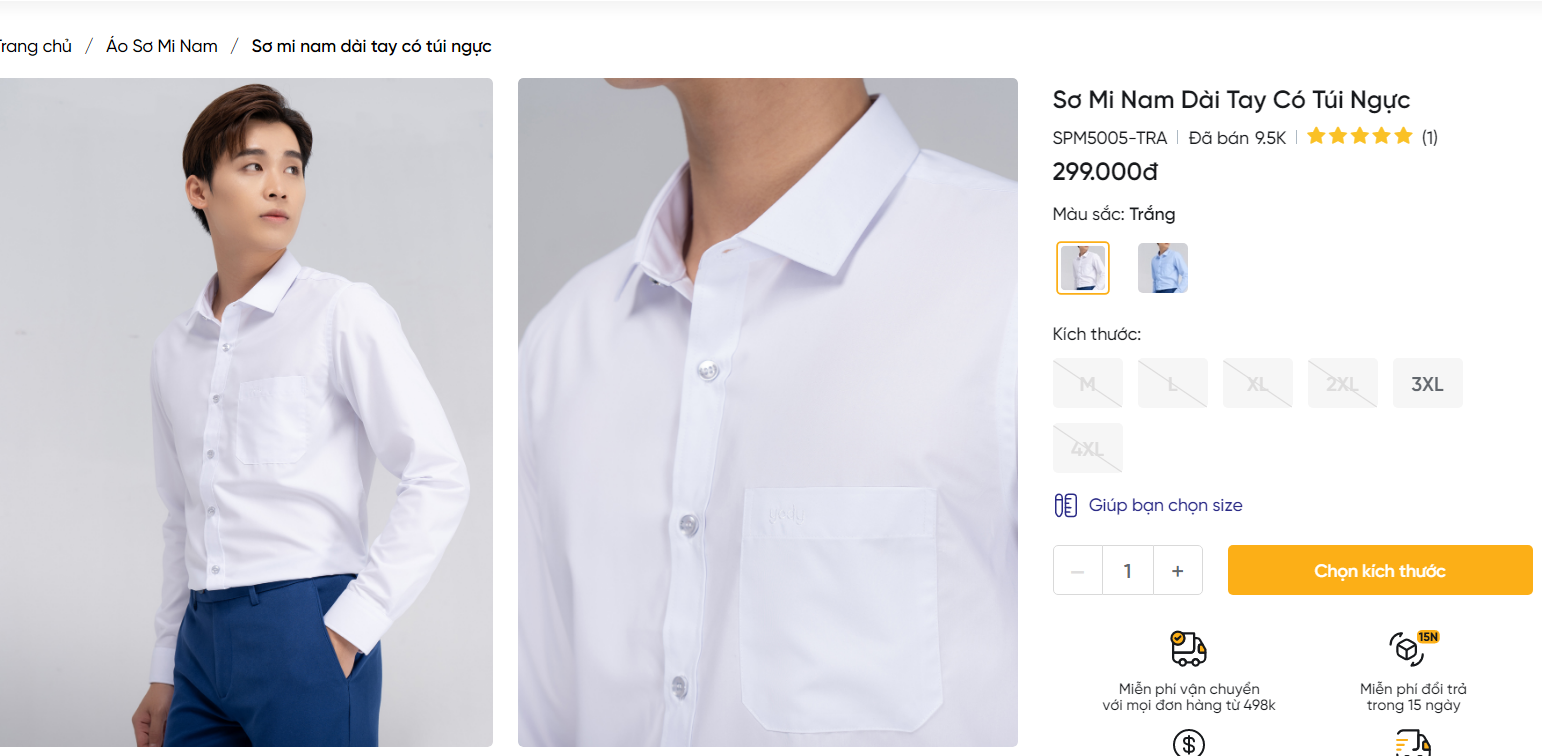 Trang chủ / Áo Sơ Mi Nam / Sơ mi nam dài tay có túi ngực
Sơ Mi Nam Dài Tay Có Túi Ngực
SPM5005-TRA | Đã bán 9.5K | (1)
299.000đ
Màu sắc: Trắng
Kích thước:
M L XL 2XL 3XL
4XL
Giúp bạn chọn size
− 1 + Chọn kích thước
15N
Miễn phí vận chuyển
với mọi đơn hàng từ 498k
Miễn phí đổi trả
trong 15 ngày